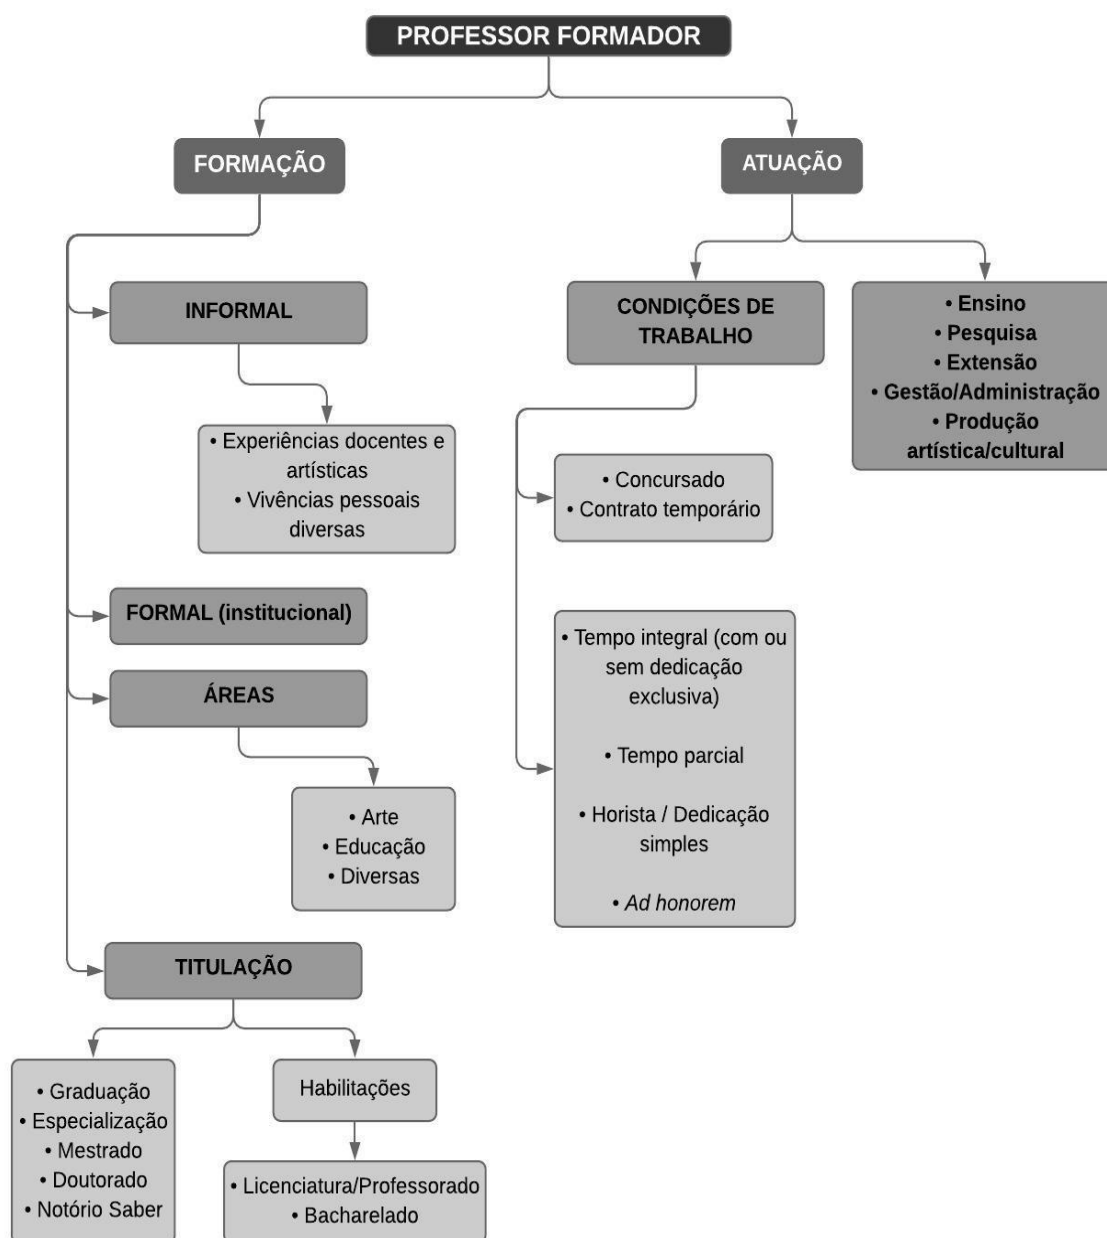 PROFESSOR FORMADOR
FORMAÇÃO
INFORMAL
• Experiências docentes e
artísticas
• Vivências pessoais
diversas
FORMAL (institucional)
ÁREAS
• Arte
• Educação
• Diversas
TITULAÇÃO
• Graduação
• Especialização
• Mestrado
• Doutorado
• Notório Saber
Habilitações
• Licenciatura/Professorado
• Bacharelado
ATUAÇÃO
CONDIÇÕES DE
TRABALHO
• Concursado
• Contrato temporário
• Tempo integral (com ou
sem dedicação
exclusiva)
• Tempo parcial
• Horista / Dedicação
simples
• Ad honorem
• Ensino
• Pesquisa
• Extensão
• Gestão/Administração
• Produção
artística/cultural